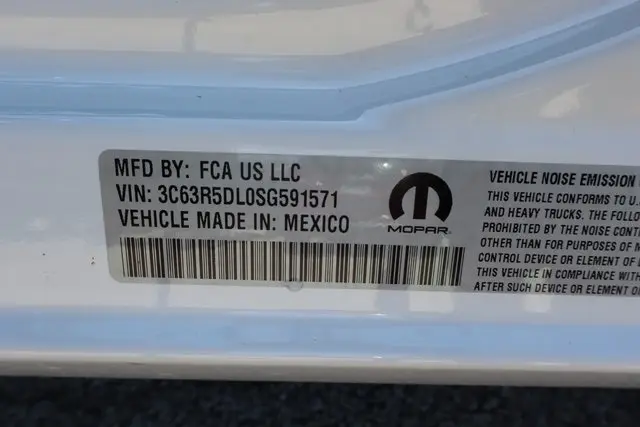 MFD BY: FCA US LLC
VIN: 3C63R5DL0SG591571
VEHICLE MADE IN: MEXICO
MOPAR
VEHICLE NOISE EMISSION
THIS VEHICLE CONFORMS TO U.
AND HEAVY TRUCKS. THE FOLLO
PROHIBITED BY THE NOISE CONT
OTHER THAN FOR PURPOSES OF M
CONTROL DEVICE OR ELEMENT OF
THIS VEHICLE IN COMPLIANCE WITH
AFTER SUCH DEVICE OR ELEMENT O